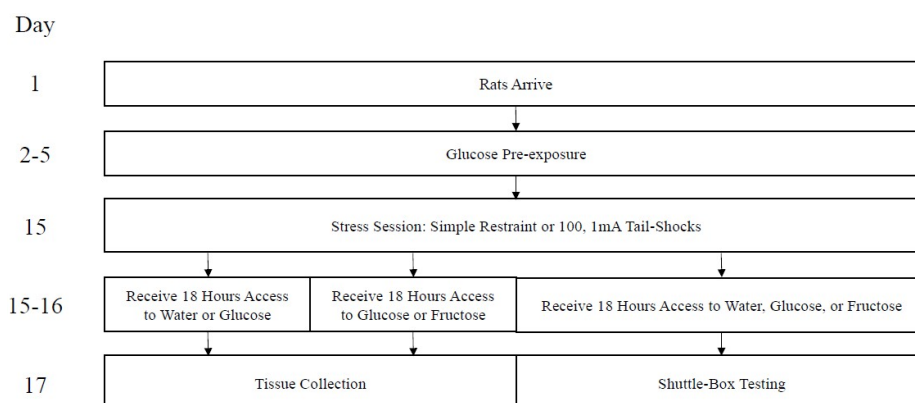 Day
1
Rats Arrive
2-5
Glucose Pre-exposure
15
Stress Session: Simple Restraint or 100, 1mA Tail-Shocks
15-16
Receive 18 Hours Access
to Water or Glucose
Receive 18 Hours Access
to Glucose or Fructose
Receive 18 Hours Access to Water, Glucose, or Fructose
17
Tissue Collection
Shuttle-Box Testing